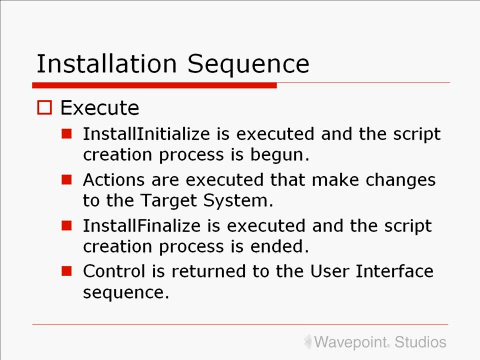 Installation Sequence
Execute
InstallInitialize is executed and the script
creation process is begun.
Actions are executed that make changes
to the Target System.
InstallFinalize is executed and the script
creation process is ended.
Control is returned to the User Interface
sequence.
Wavepoint Studios